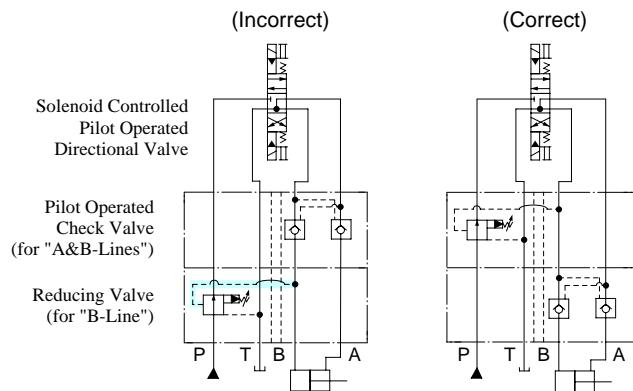 (Incorrect)
(Correct)
Solenoid Controlled
Pilot Operated
Directional Valve
Pilot Operated
Check Valve
(for "A&B-Lines")
Reducing Valve
(for "B-Line")
P T B A
P T B A